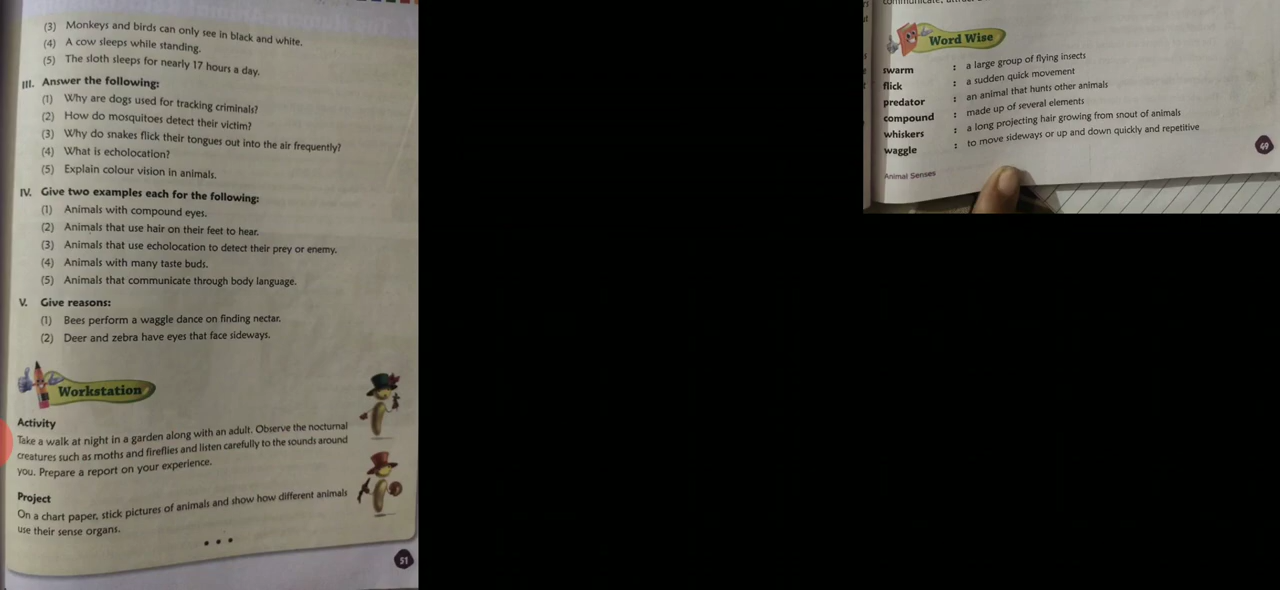 (3) Monkeys and birds can only see in black and white.
(4) A cow sleeps while standing.
(5) The sloth sleeps for nearly 17 hours a day.
III. Answer the following:
(1) Why are dogs used for tracking criminals?
(2) How do mosquitoes detect their victim?
(3) Why do snakes flick their tongues out into the air frequently?
(4) What is echolocation?
(5) Explain colour vision in animals.
IV. Give two examples each for the following:
(1) Animals with compound eyes.
(2) Animals that use hair on their feet to hear.
(3) Animals that use echolocation to detect their prey or enemy.
(4) Animals with many taste buds.
(5) Animals that communicate through body language.
V. Give reasons:
(1) Bees perform a waggle dance on finding nectar.
(2) Deer and zebra have eyes that face sideways.
Workstation
Activity
Take a walk at night in a garden along with an adult. Observe the nocturnal
creatures such as moths and fireflies and listen carefully to the sounds around
you. Prepare a report on your experience.
Project
On a chart paper, stick pictures of animals and show how different animals
use their sense organs.
51
Word Wise
swarm : a large group of flying insects
flick : a sudden quick movement
predator : an animal that hunts other animals
compound : made up of several elements
whiskers : a long projecting hair growing from snout of animals
waggle : to move sideways or up and down quickly and repetitive
Animal Senses
49